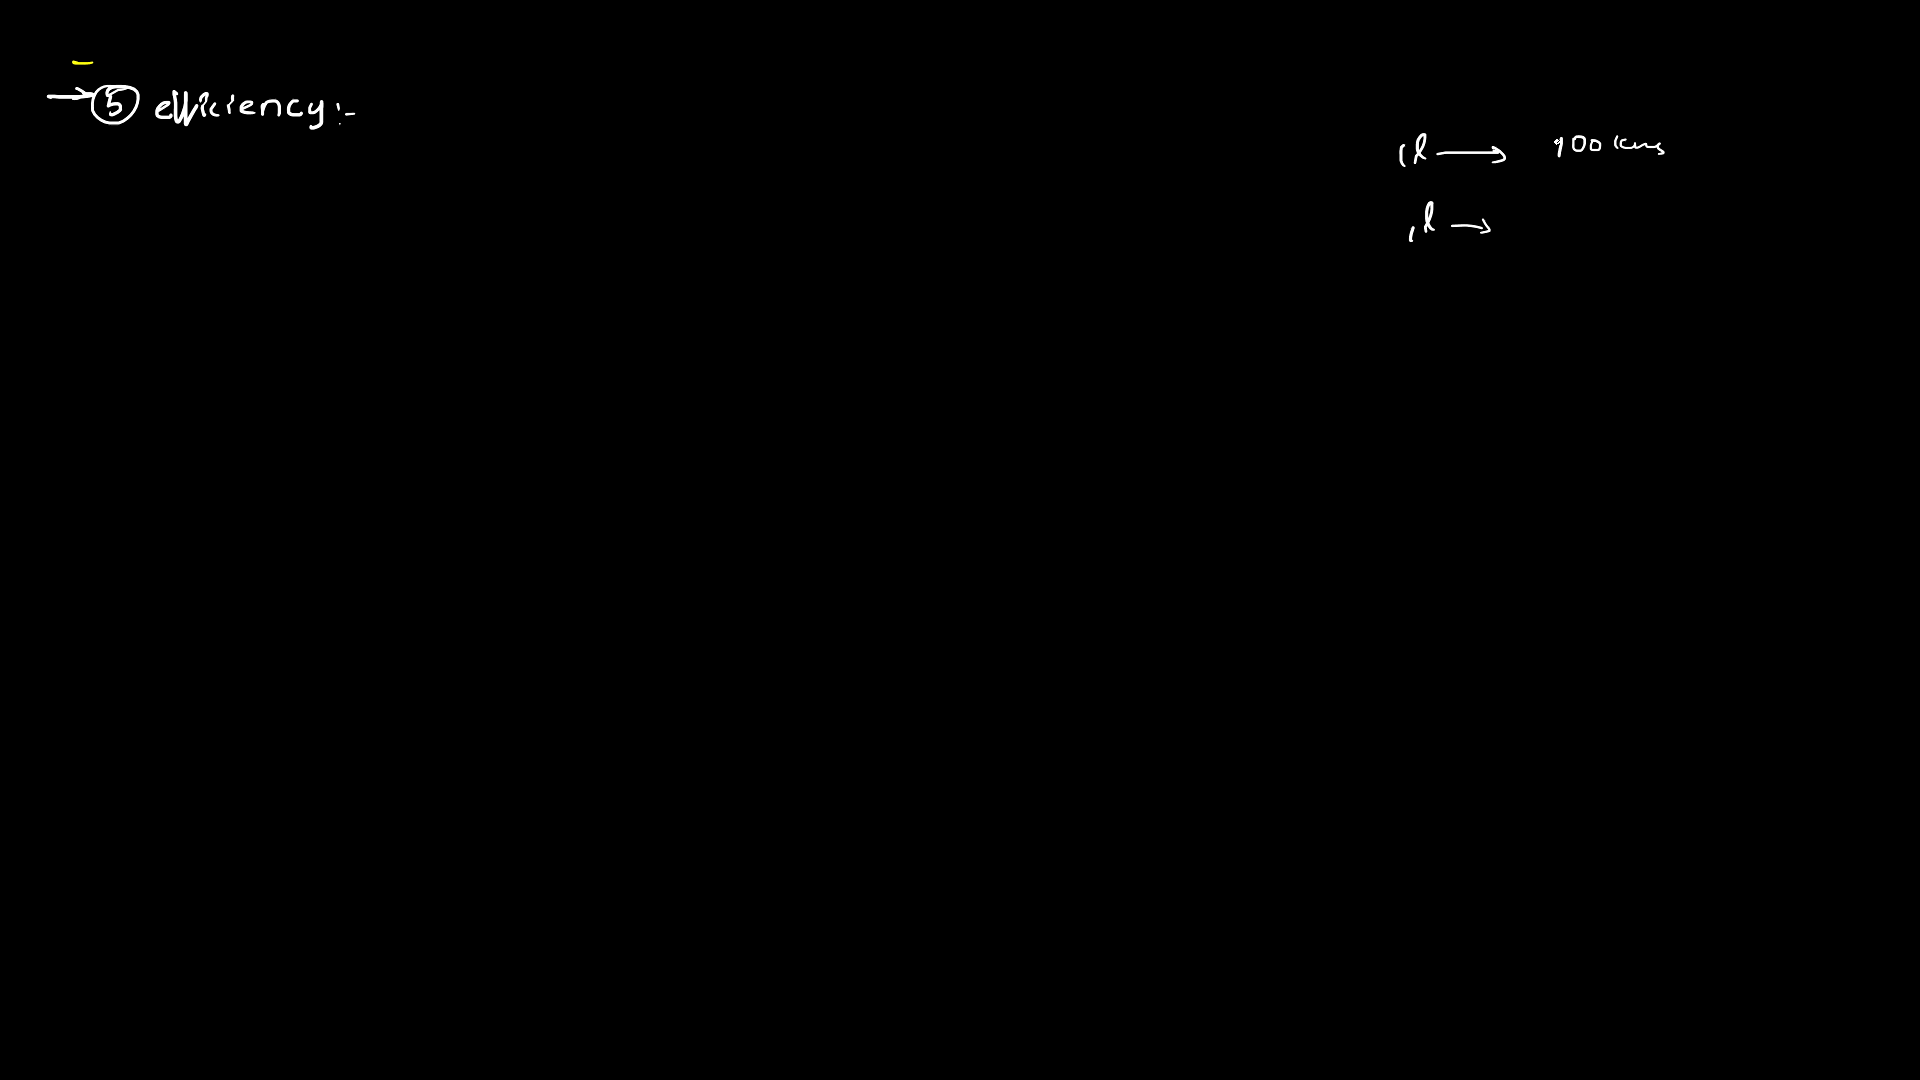 → ⑤ efficiency :-
1l → 100 kms
1l →